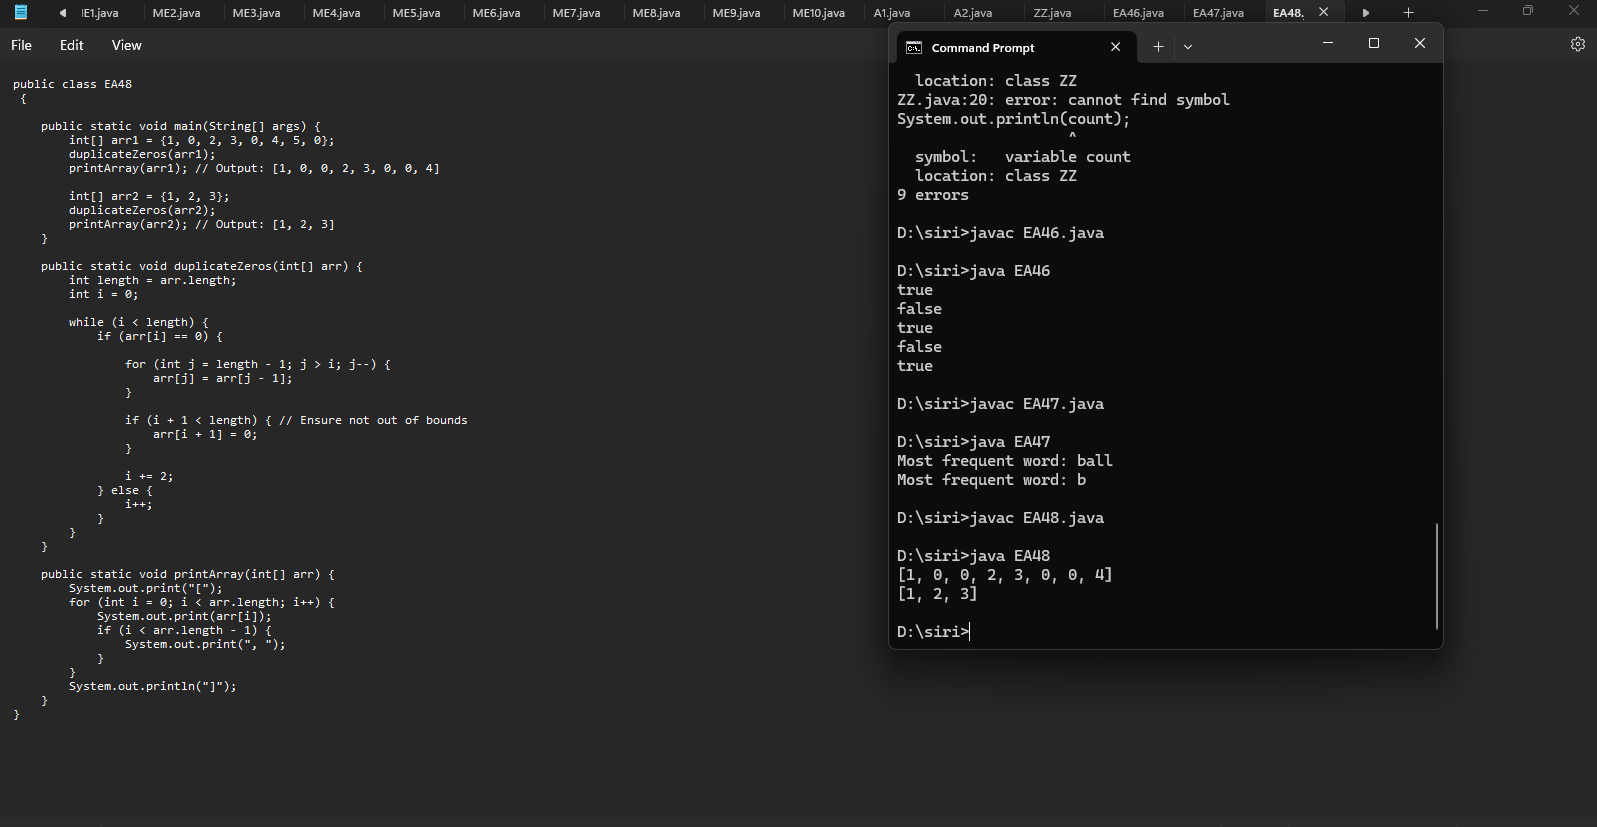 IE1.java ME2.java ME3.java ME4.java ME5.java ME6.java ME7.java ME8.java ME9.java ME10.java A1.java A2.java ZZ.java EA46.java EA47.java EA48.
File Edit View
public class EA48
{
public static void main(String[] args) {
int[] arr1 = {1, 0, 2, 3, 0, 4, 5, 0};
duplicateZeros(arr1);
printArray(arr1); // Output: [1, 0, 0, 2, 3, 0, 0, 4]
int[] arr2 = {1, 2, 3};
duplicateZeros(arr2);
printArray(arr2); // Output: [1, 2, 3]
}
public static void duplicateZeros(int[] arr) {
int length = arr.length;
int i = 0;
while (i < length) {
if (arr[i] == 0) {
for (int j = length - 1; j > i; j--) {
arr[j] = arr[j - 1];
}
if (i + 1 < length) { // Ensure not out of bounds
arr[i + 1] = 0;
}
i += 2;
} else {
i++;
}
}
}
public static void printArray(int[] arr) {
System.out.print("[");
for (int i = 0; i < arr.length; i++) {
System.out.print(arr[i]);
if (i < arr.length - 1) {
System.out.print(", ");
}
}
System.out.println("]");
}
}
Command Prompt
location: class ZZ
ZZ.java:20: error: cannot find symbol
System.out.println(count);
^
symbol:   variable count
location: class ZZ
9 errors
D:\siri>javac EA46.java
D:\siri>java EA46
true
false
true
false
true
D:\siri>javac EA47.java
D:\siri>java EA47
Most frequent word: ball
Most frequent word: b
D:\siri>javac EA48.java
D:\siri>java EA48
[1, 0, 0, 2, 3, 0, 0, 4]
[1, 2, 3]
D:\siri>